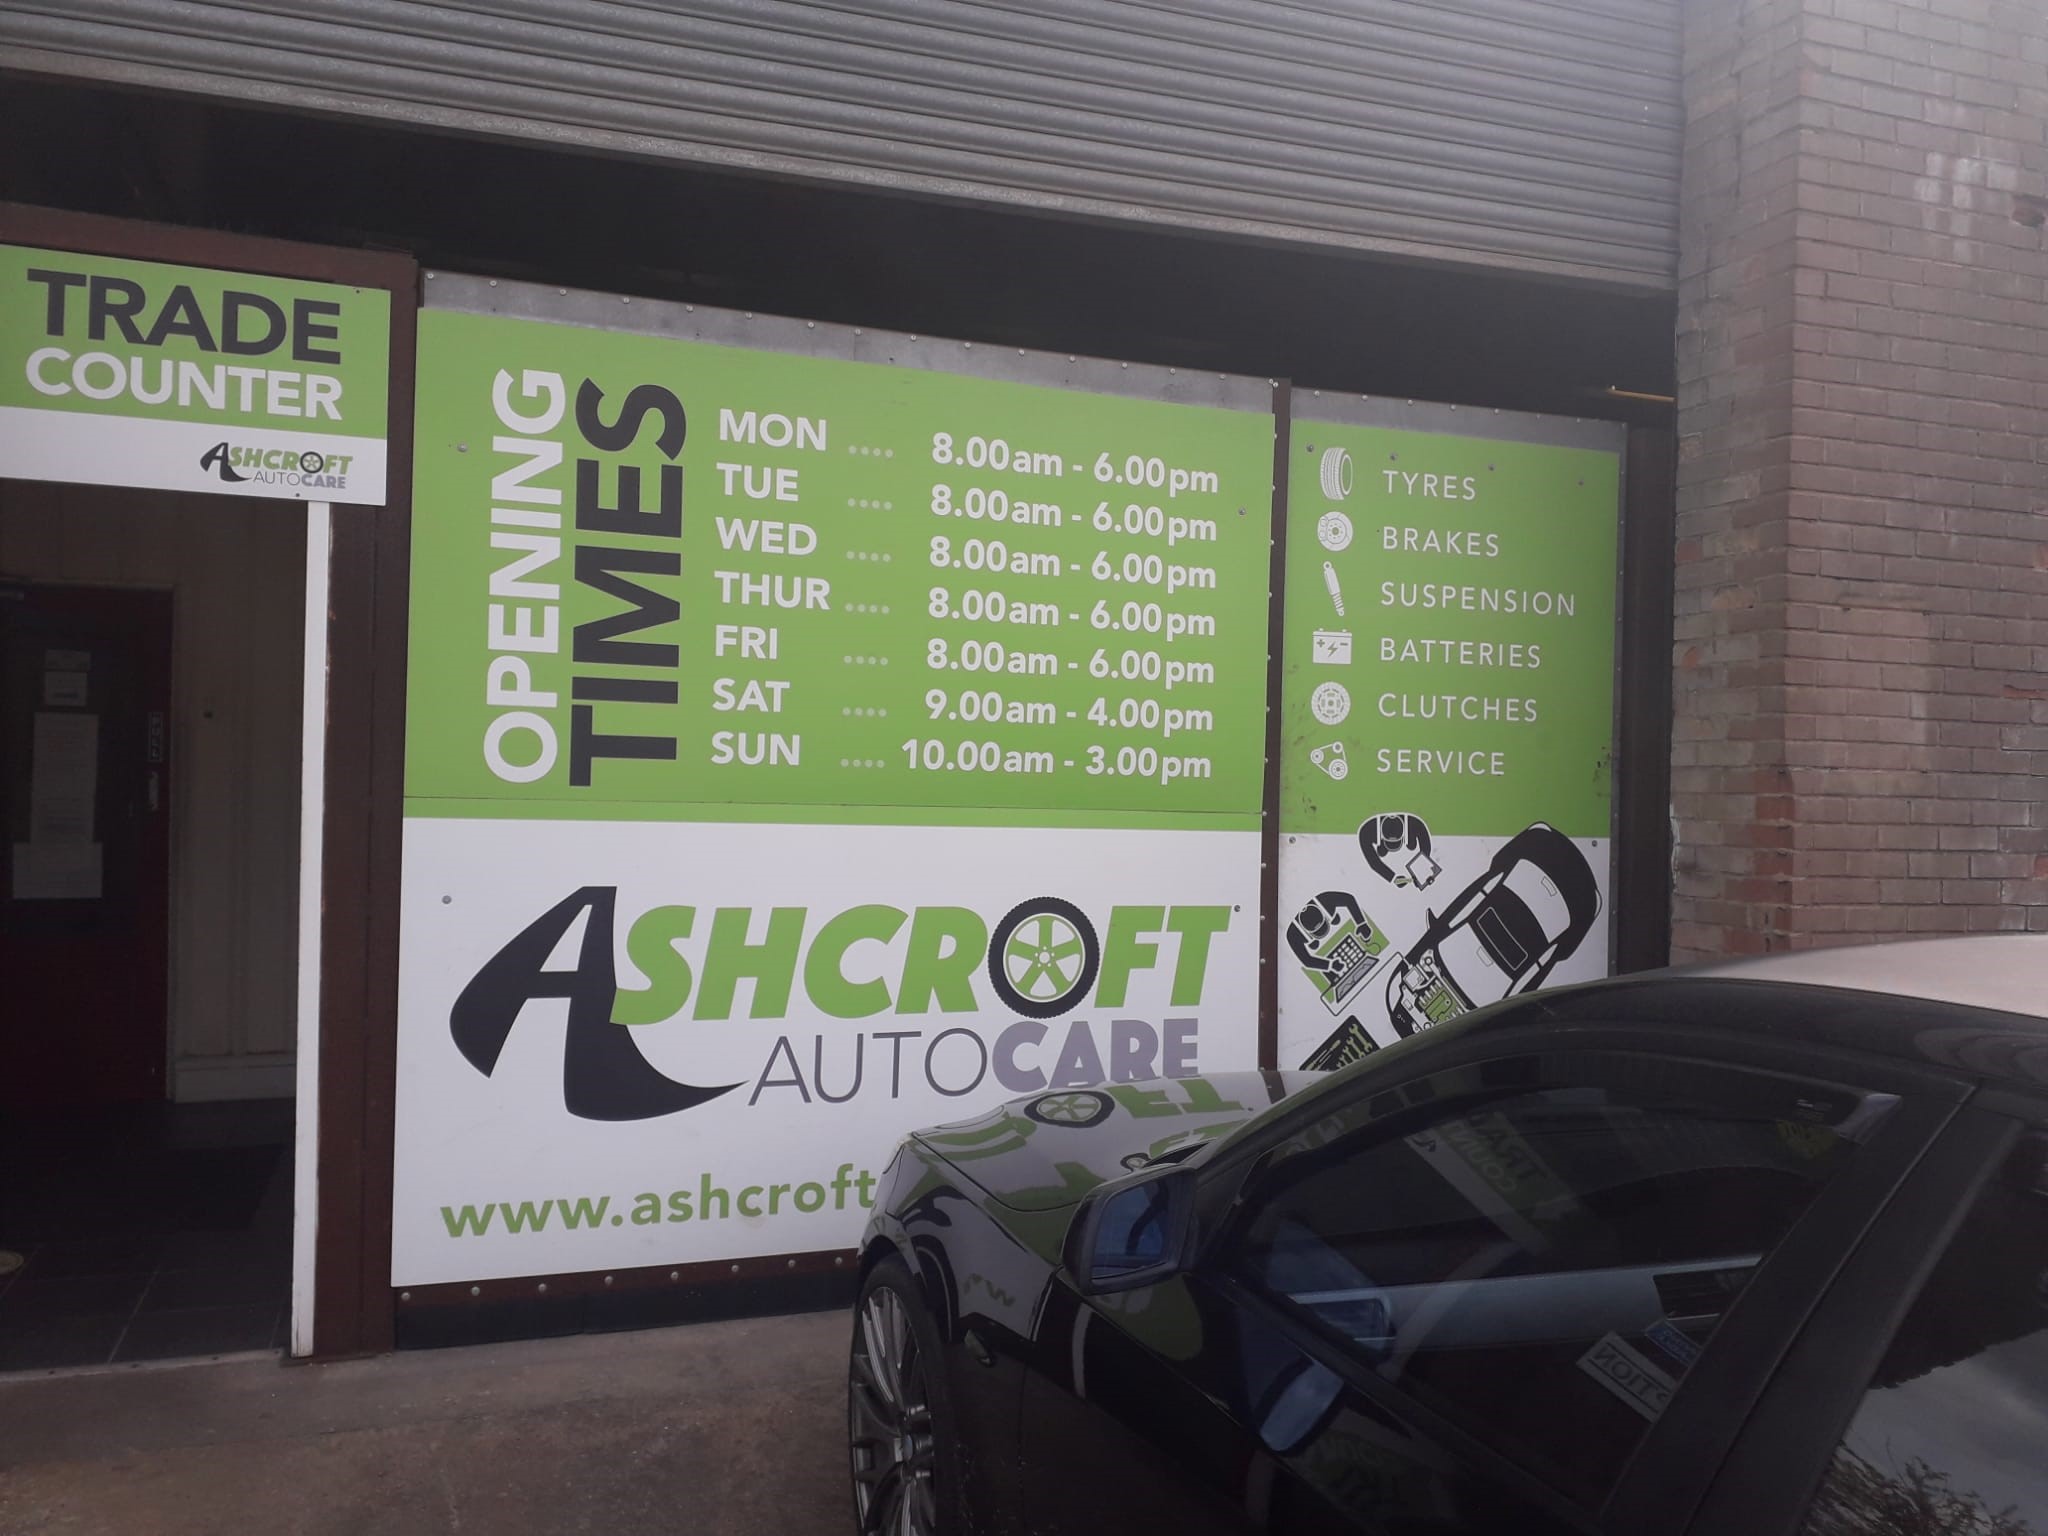 TRADE
COUNTER
ASHCROFT
AUTOCARE
OPENING
TIMES
MON .... 8.00am - 6.00pm
TUE .... 8.00am - 6.00pm
WED .... 8.00am - 6.00pm
THUR .... 8.00am - 6.00pm
FRI .... 8.00am - 6.00pm
SAT .... 9.00am - 4.00pm
SUN .... 10.00am - 3.00pm
TYRES
BRAKES
SUSPENSION
BATTERIES
CLUTCHES
SERVICE
ASHCROFT
AUTOCARE
www.ashcroft